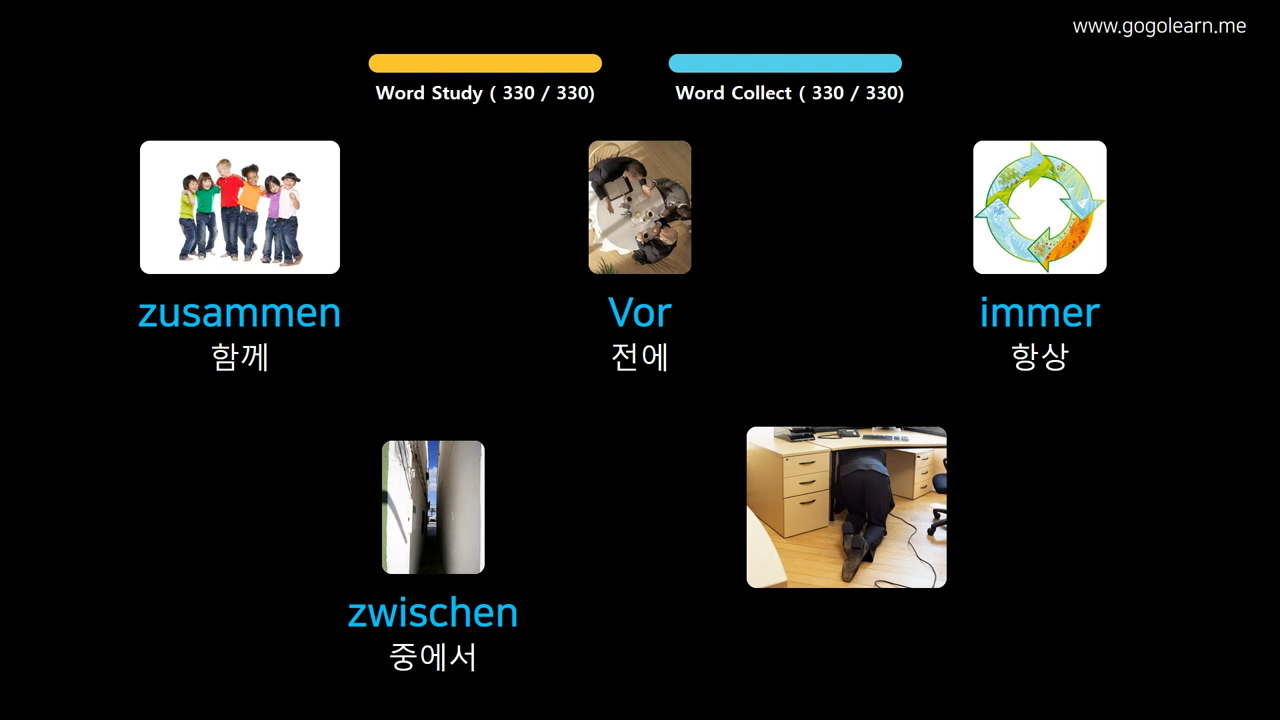 www.gogolearn.me
Word Study ( 330 / 330)
Word Collect ( 330 / 330)
zusammen
함께
Vor
전에
immer
항상
zwischen
중에서